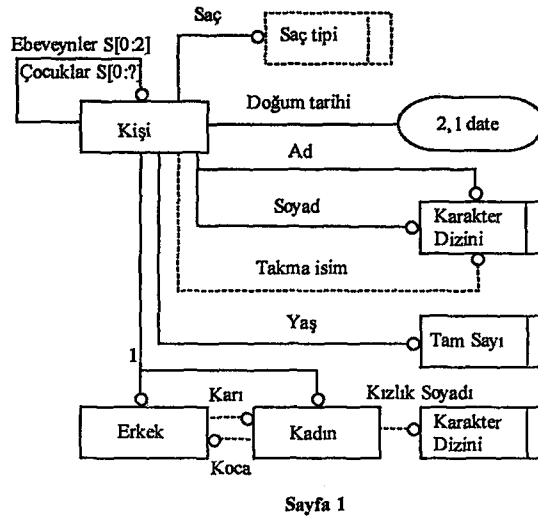 Saç
Ebeveynler S[0:2]
Saç tipi
Çocuklar S[0:?]
Doğum tarihi
Kişi
2, 1 date
Ad
Soyad
Karakter
Dizini
Takma isim
Yaş
Tam Sayı
1
Karı
Kızlık Soyadı
Erkek
Kadın
Karakter
Dizini
Koca
Sayfa 1